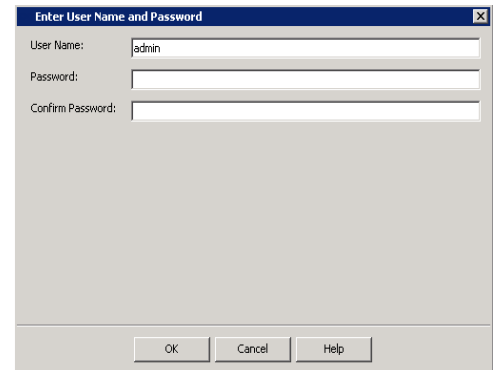 Enter User Name and Password
User Name: admin
Password:
Confirm Password:
OK Cancel Help